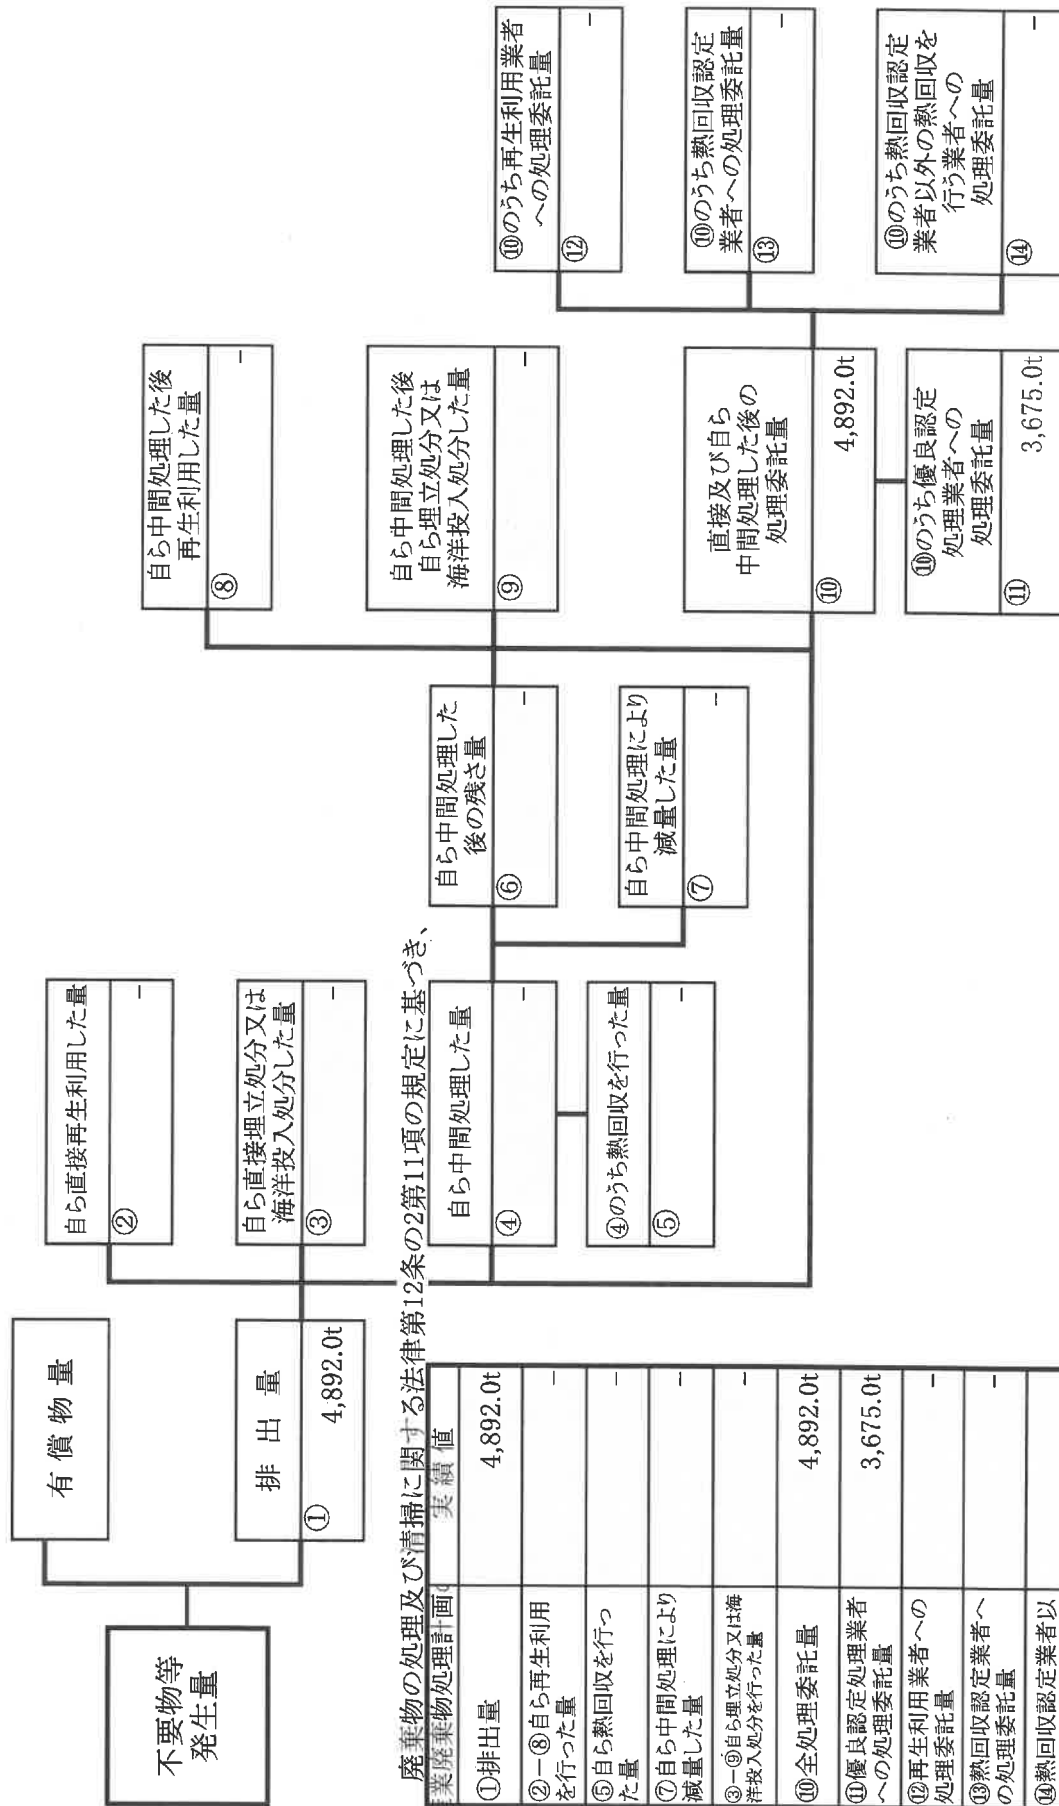 不要物等
発生量
有償物量
排出量
①
4,892.0t
自ら直接再生利用した量
②
－
自ら直接埋立処分又は
海洋投入処分した量
③
－
自ら中間処理した量
④
－
④のうち熱回収を行った量
⑤
－
自ら中間処理した
後の残さ量
⑥
－
自ら中間処理により
減量した量
⑦
－
自ら中間処理した後
再生利用した量
⑧
－
自ら中間処理した後
自ら埋立処分又は
海洋投入処分した量
⑨
－
直接及び自ら
中間処理した後の
処理委託量
⑩
4,892.0t
⑩のうち優良認定
処理業者への
処理委託量
⑪
3,675.0t
⑩のうち再生利用業者
への処理委託量
⑫
－
⑩のうち熱回収認定
業者への処理委託量
⑬
－
⑩のうち熱回収認定
業者以外の熱回収を
行う業者への
処理委託量
⑭
－
廃棄物の処理及び清掃に関する法律第12条の2第11項の規定に基づき、
業廃棄物処理計画の
実績値
①排出量
4,892.0t
②－⑧自ら再生利用
を行った量
－
⑤自ら熱回収を行っ
た量
－
⑦自ら中間処理により
減量した量
－
③－⑨自ら埋立処分又は海
洋投入処分を行った量
－
⑩全処理委託量
4,892.0t
⑪優良認定処理業者
への処理委託量
3,675.0t
⑫再生利用業者への
処理委託量
－
⑬熱回収認定業者へ
の処理委託量
－
⑭熱回収認定業者以